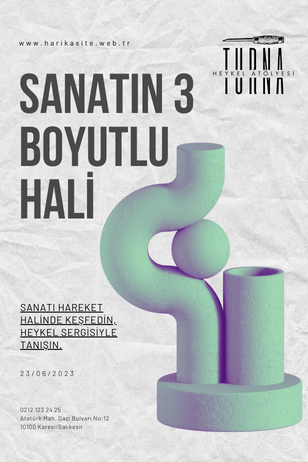 www.harikasite.web.tr
TURNA
HEYKEL ATÖLYESİ
TURNA
SANATIN 3
BOYUTLU
HALİ
SANATI HAREKET
HALİNDE KEŞFEDİN,
HEYKEL SERGİSİYLE
TANIŞIN.
23/06/2023
0212 123 24 25
Atatürk Mah. Gazi Bulvarı No:12
10100 Karesi/Balıkesir